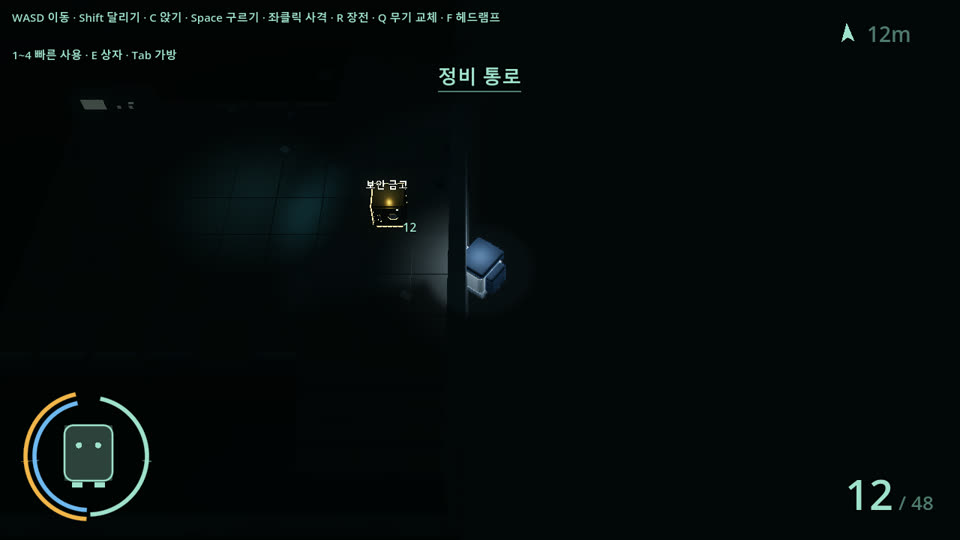 WASD 이동 · Shift 달리기 · C 앉기 · Space 구르기 · 좌클릭 사격 · R 장전 · Q 무기 교체 · F 헤드램프
12m
1~4 빠른 사용 · E 상자 · Tab 가방
정비 통로
보안 금고
12
12 / 48